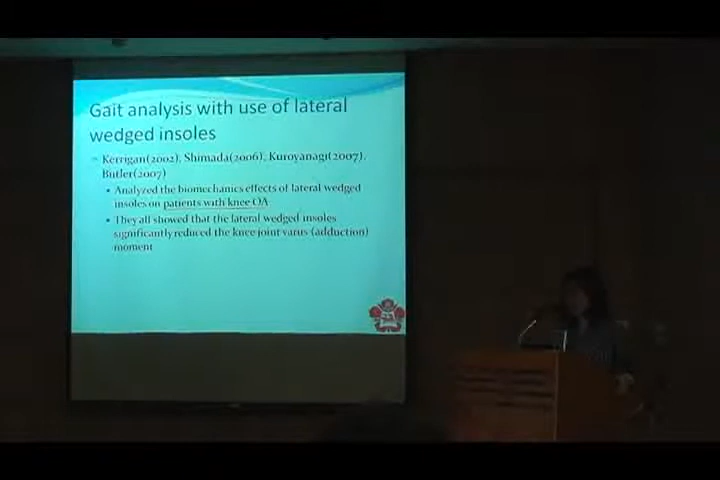 Gait analysis with use of lateral
wedged insoles
Kerrigan(2002), Shimada(2006), Kuroyanagi(2007),
Butler(2007)
• Analyzed the biomechanics effects of lateral wedged
insoles on patients with knee OA
• They all showed that the lateral wedged insoles
significantly reduced the knee joint varus (adduction)
moment